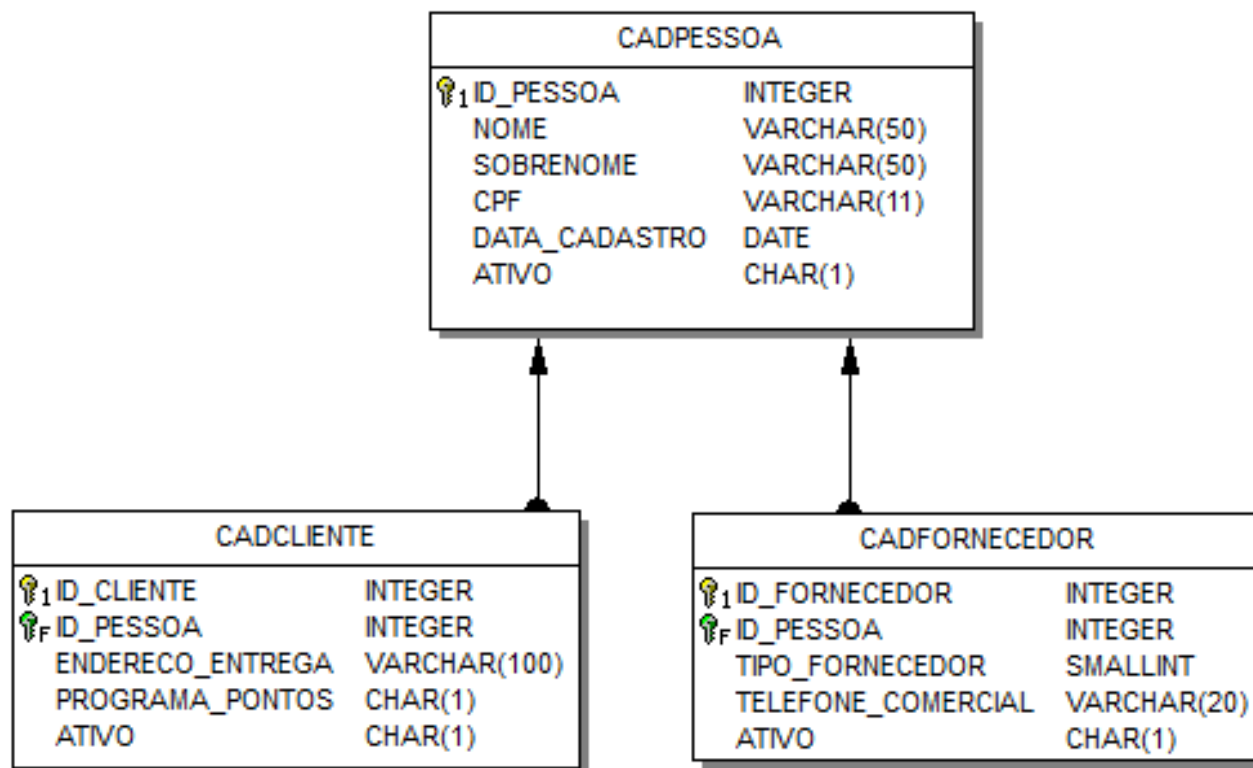 CADPESSOA
1 ID_PESSOA INTEGER
NOME VARCHAR(50)
SOBRENOME VARCHAR(50)
CPF VARCHAR(11)
DATA_CADASTRO DATE
ATIVO CHAR(1)
CADCLIENTE
1 ID_CLIENTE INTEGER
F ID_PESSOA INTEGER
ENDERECO_ENTREGA VARCHAR(100)
PROGRAMA_PONTOS CHAR(1)
ATIVO CHAR(1)
CADFORNECEDOR
1 ID_FORNECEDOR INTEGER
F ID_PESSOA INTEGER
TIPO_FORNECEDOR SMALLINT
TELEFONE_COMERCIAL VARCHAR(20)
ATIVO CHAR(1)